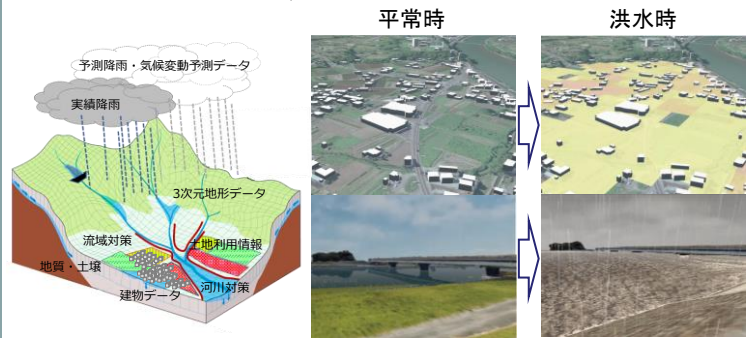 平常時
洪水時
予測降雨・気候変動予測データ
実績降雨
3次元地形データ
流域対策
土地利用情報
地質・土壌
河川対策
建物データ